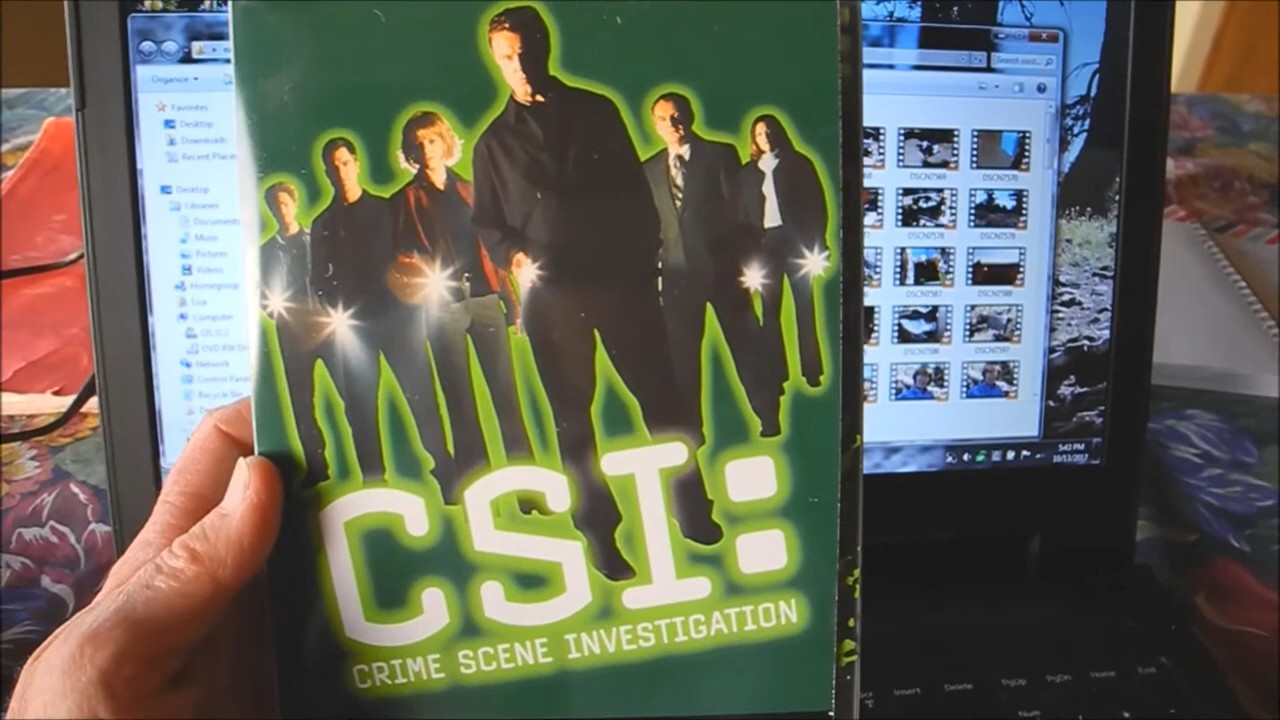 CSI:
CRIME SCENE INVESTIGATION
Organize
Search
Favorites
Desktop
Downloads
Recent Places
Desktop
Libraries
Documents
Music
Pictures
Videos
Homegroup
Computer
Network
Control Panel
Recycle Bin
DSCN7569 DSCN7570
DSCN7578 DSCN7579
DSCN7587 DSCN7588
DSCN7596 DSCN7597
5:43 PM
10/13/2017
Insert Delete PgUp PgDn Home End
Num